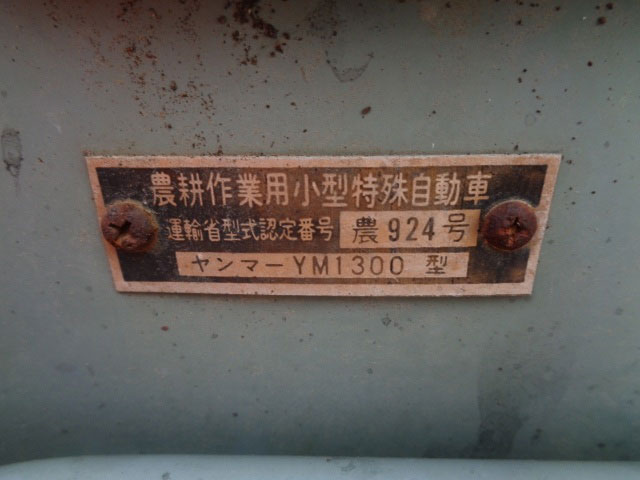 農耕作業用小型特殊自動車
運輸省型式認定番号 農924号
ヤンマーYM1300 型